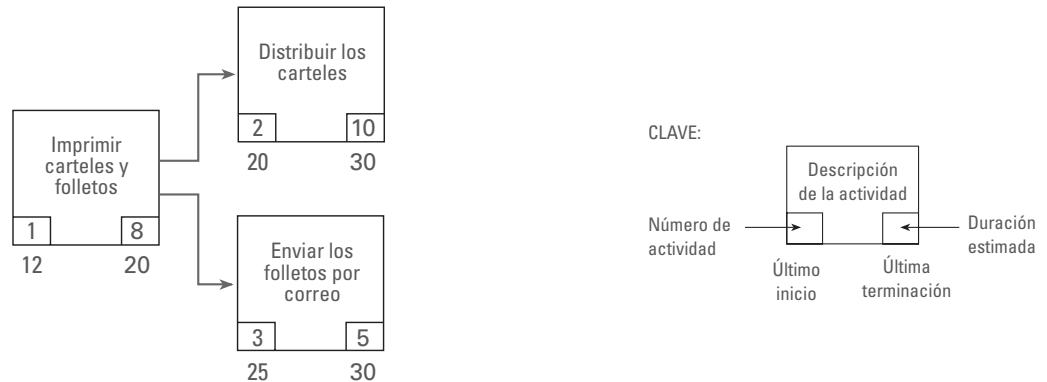 Distribuir los
carteles
2 10
20 30
Imprimir
carteles y
folletos
1 8
12 20
Enviar los
folletos por
correo
3 5
25 30
CLAVE:
Descripción
de la actividad
Número de
actividad
Duración
estimada
Último
inicio
Última
terminación